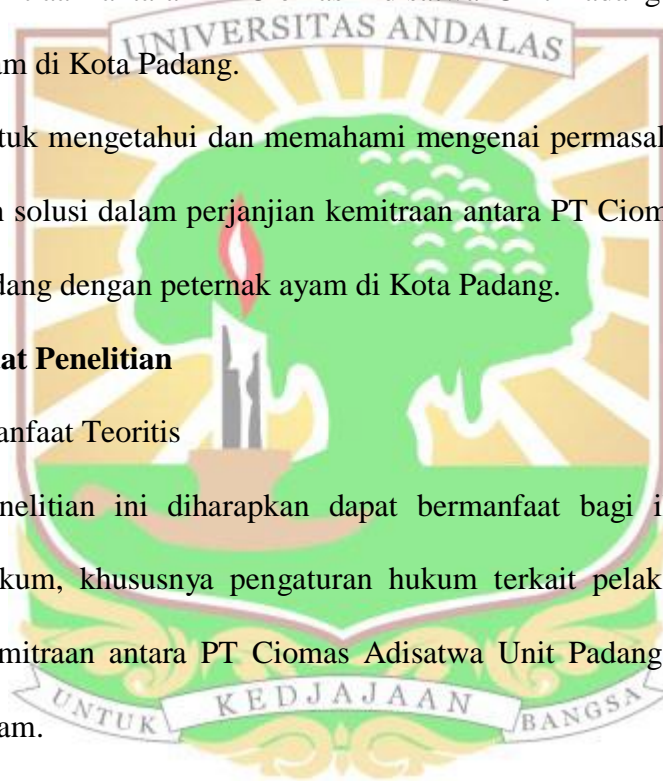 UNIVERSITAS ANDALAS
am di Kota Padang.
tuk mengetahui dan memahami mengenai permasal
n solusi dalam perjanjian kemitraan antara PT Ciom
dang dengan peternak ayam di Kota Padang.
at Penelitian
anfaat Teoritis
enelitian ini diharapkan dapat bermanfaat bagi i
kum, khususnya pengaturan hukum terkait pelak
mitraan antara PT Ciomas Adisatwa Unit Padang
am.
UNTUK KEDJAJAAN BANGSA